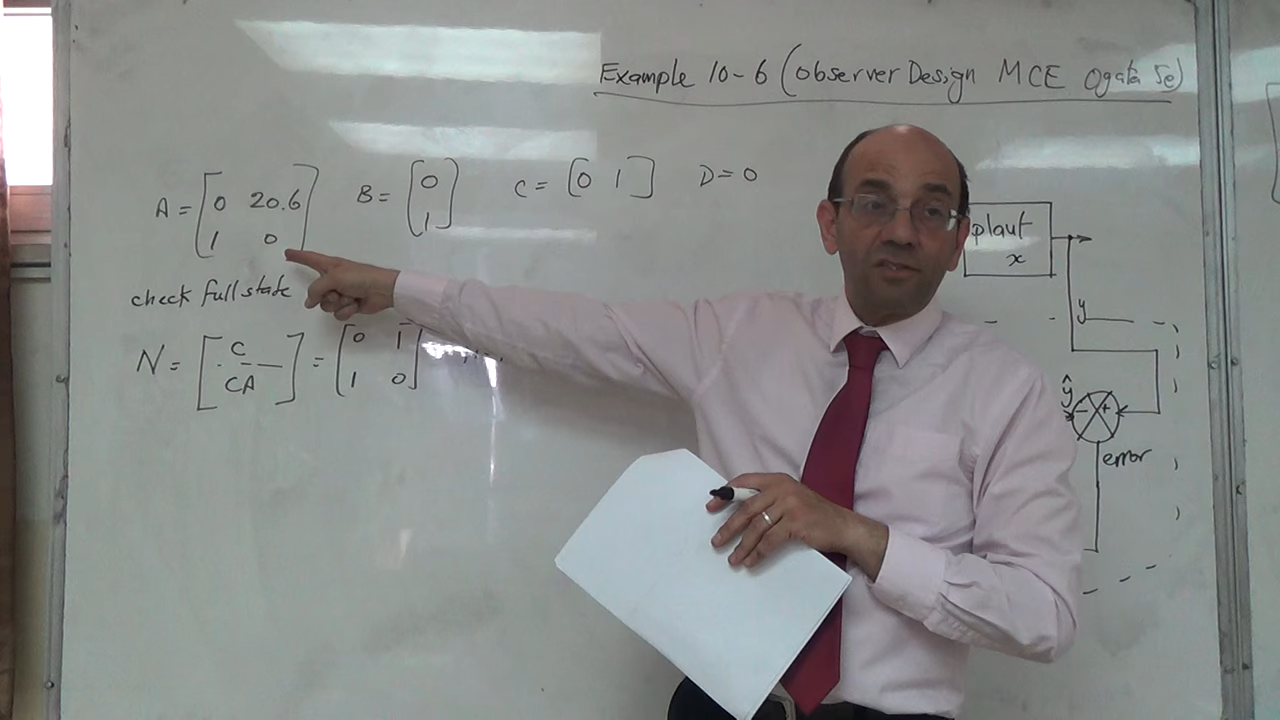 Example 10-6 (Observer Design MCE Ogata 5e)
A = [0 20.6; 1 0] B = [0; 1] C = [0 1] D = 0
check full state
N = [C; CA] = [0 1; 1 0]
plant
x
y
ŷ
- +
error